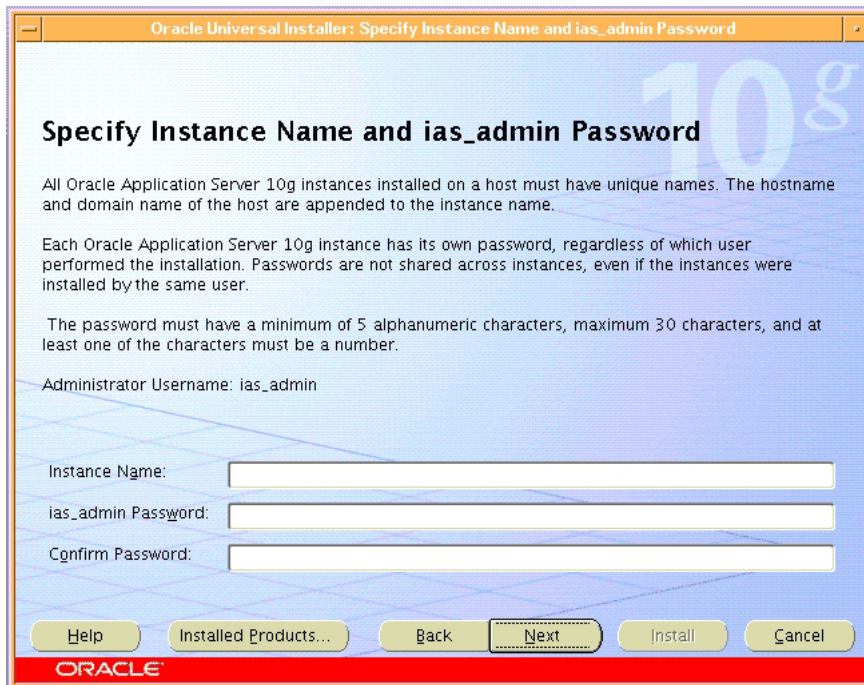 Oracle Universal Installer: Specify Instance Name and ias_admin Password
10g
Specify Instance Name and ias_admin Password
All Oracle Application Server 10g instances installed on a host must have unique names. The hostname
and domain name of the host are appended to the instance name.
Each Oracle Application Server 10g instance has its own password, regardless of which user
performed the installation. Passwords are not shared across instances, even if the instances were
installed by the same user.
The password must have a minimum of 5 alphanumeric characters, maximum 30 characters, and at
least one of the characters must be a number.
Administrator Username: ias_admin
Instance Name:
ias_admin Password:
Confirm Password:
Help Installed Products... Back Next Install Cancel
ORACLE